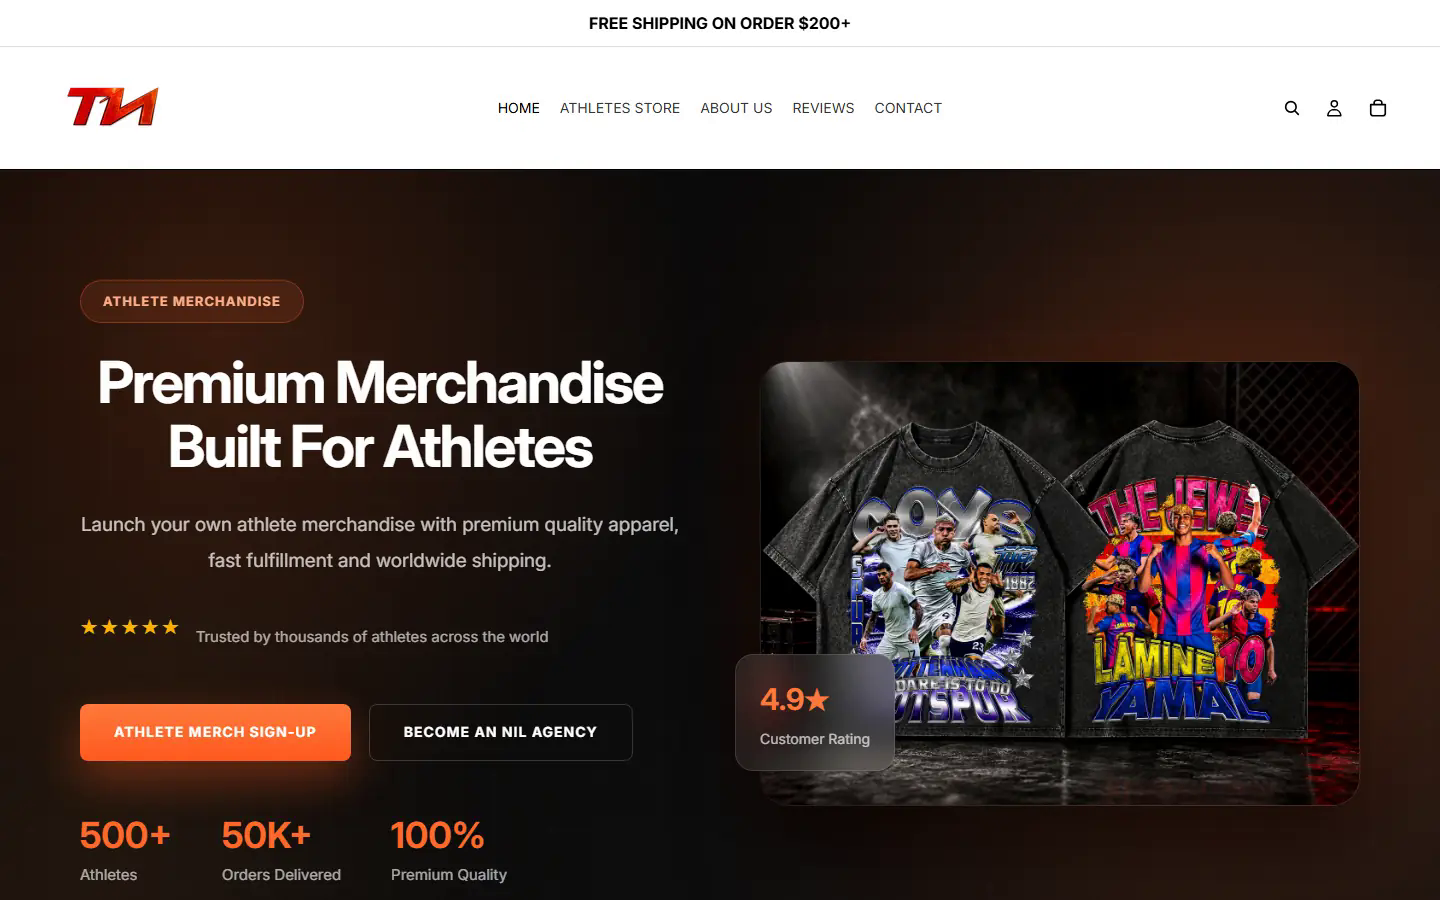 FREE SHIPPING ON ORDER $200+
TN
HOME ATHLETES STORE ABOUT US REVIEWS CONTACT
ATHLETE MERCHANDISE
Premium Merchandise
Built For Athletes
Launch your own athlete merchandise with premium quality apparel,
fast fulfillment and worldwide shipping.
★★★★★ Trusted by thousands of athletes across the world
ATHLETE MERCH SIGN-UP
BECOME AN NIL AGENCY
500+
Athletes
50K+
Orders Delivered
100%
Premium Quality
COYS
1882
DARE IS TO DO
THE JEWEL
LAMINE 10
YAMAL
4.9★
Customer Rating